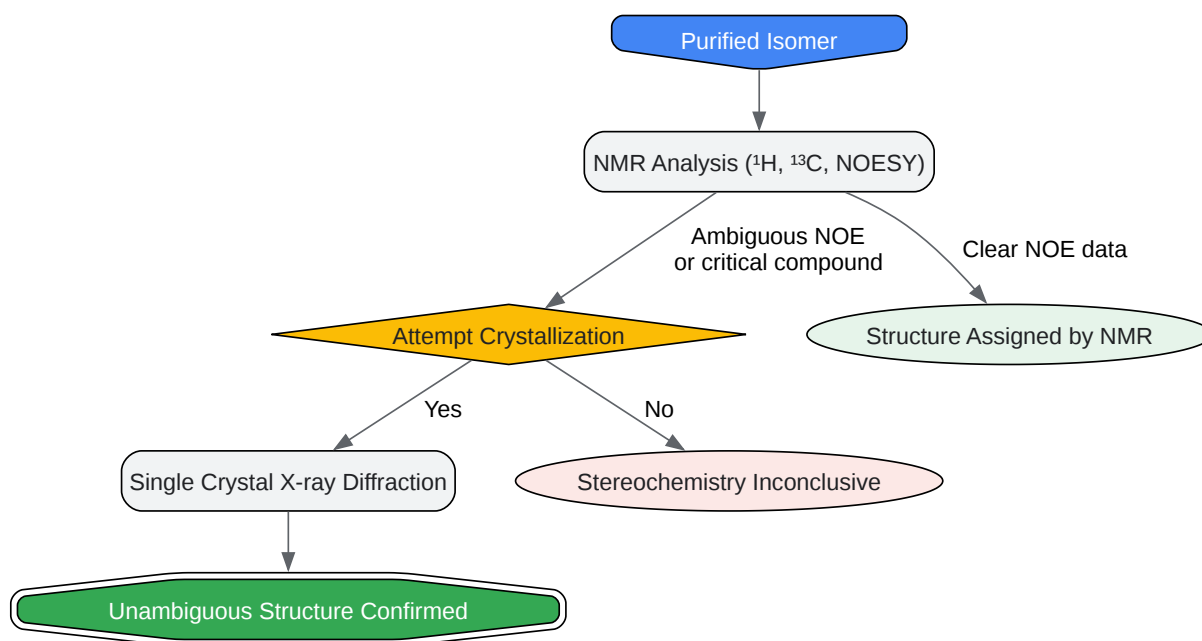 Purified Isomer
NMR Analysis (¹H, ¹³C, NOESY)
Ambiguous NOE
or critical compound
Clear NOE data
Attempt Crystallization
Structure Assigned by NMR
Yes
No
Single Crystal X-ray Diffraction
Stereochemistry Inconclusive
Unambiguous Structure Confirmed